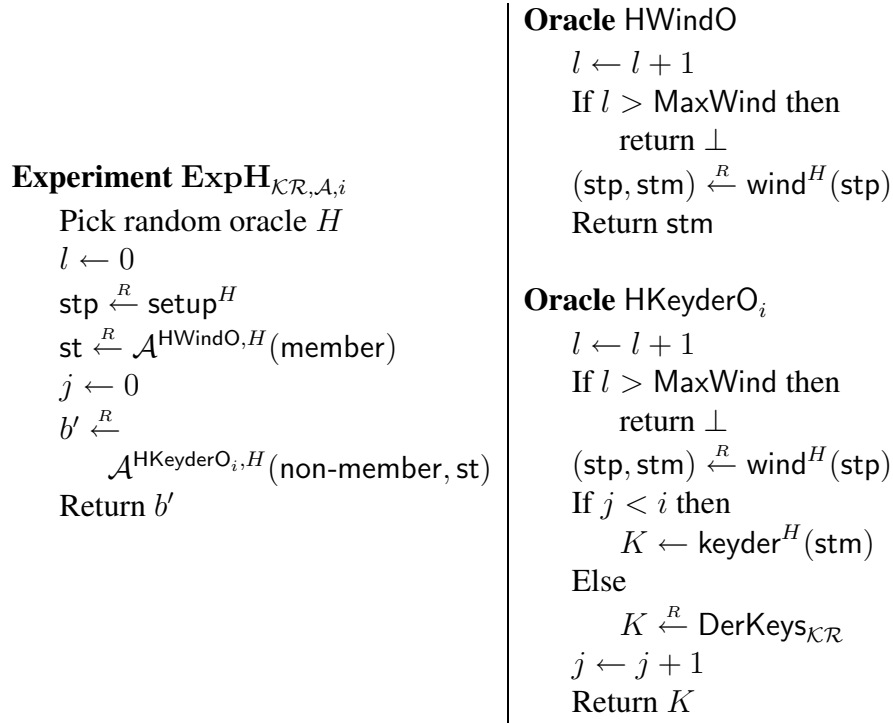 Experiment ExpH_{𝒦ℛ,𝒜,i}
Pick random oracle H
l ← 0
stp ←^R setup^H
st ←^R 𝒜^{HWindO,H}(member)
j ← 0
b′ ←^R
𝒜^{HKeyderO_i,H}(non-member, st)
Return b′
Oracle HWindO
l ← l + 1
If l > MaxWind then
return ⊥
(stp, stm) ←^R wind^H(stp)
Return stm
Oracle HKeyderO_i
l ← l + 1
If l > MaxWind then
return ⊥
(stp, stm) ←^R wind^H(stp)
If j < i then
K ← keyder^H(stm)
Else
K ←^R DerKeys_{𝒦ℛ}
j ← j + 1
Return K